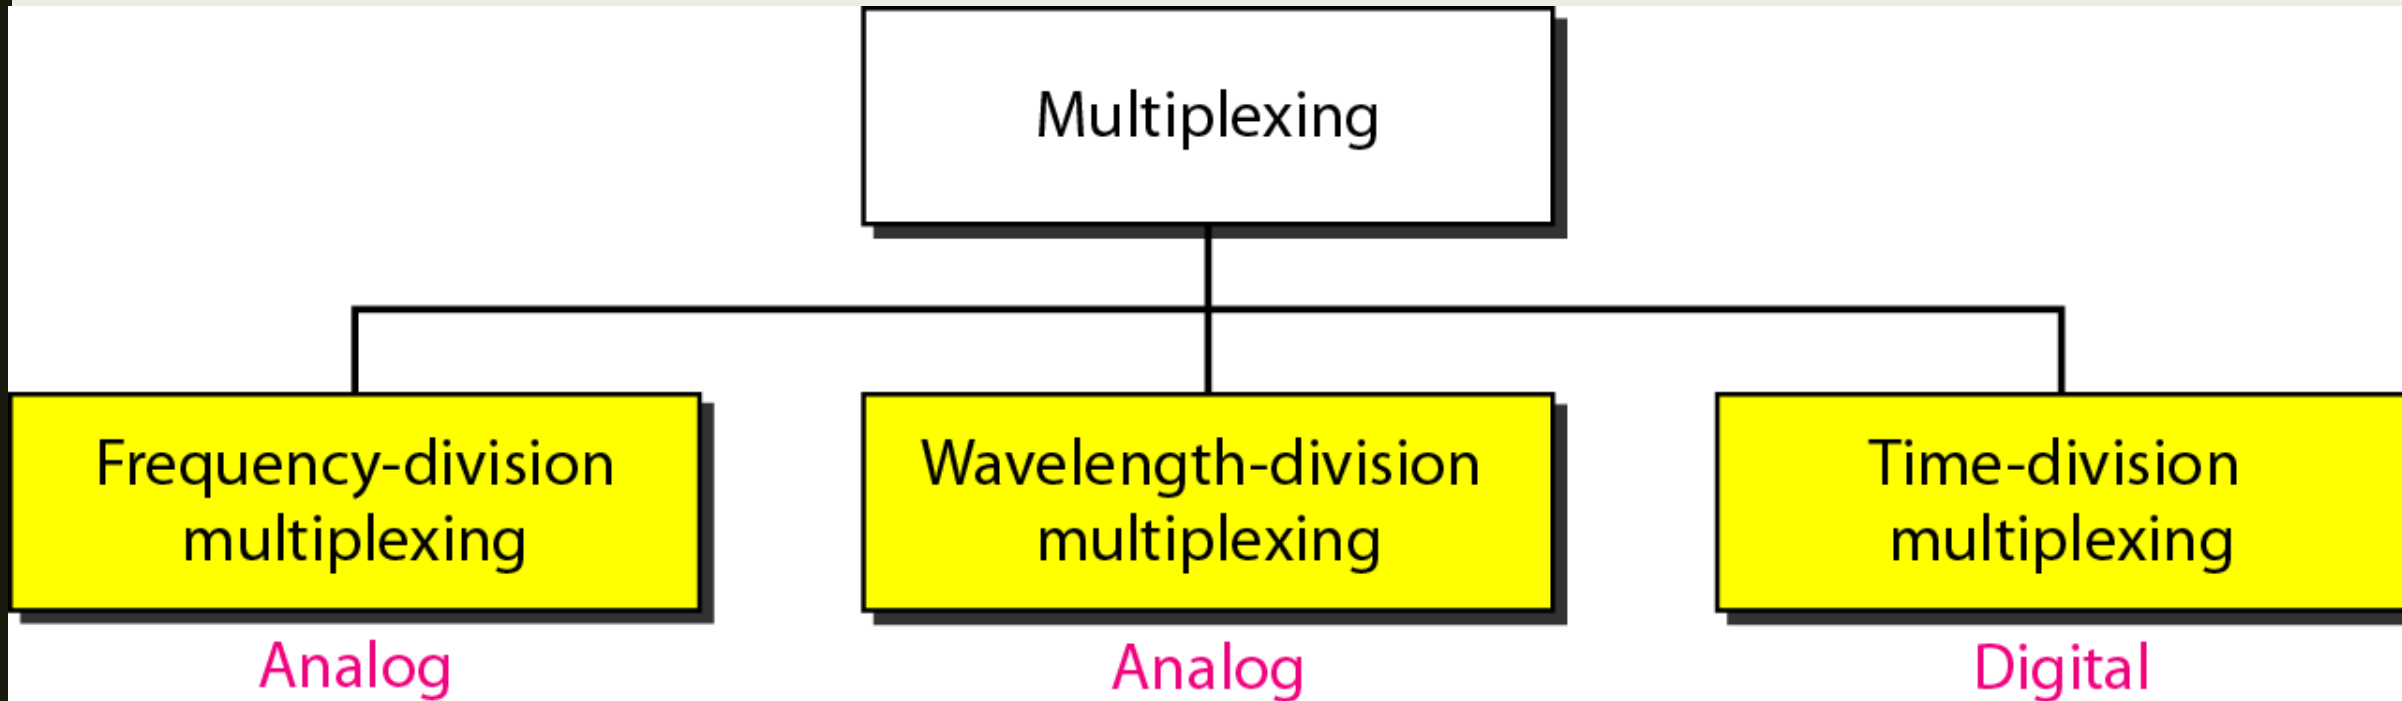 Multiplexing
Frequency-division
multiplexing
Wavelength-division
multiplexing
Time-division
multiplexing
Analog
Analog
Digital